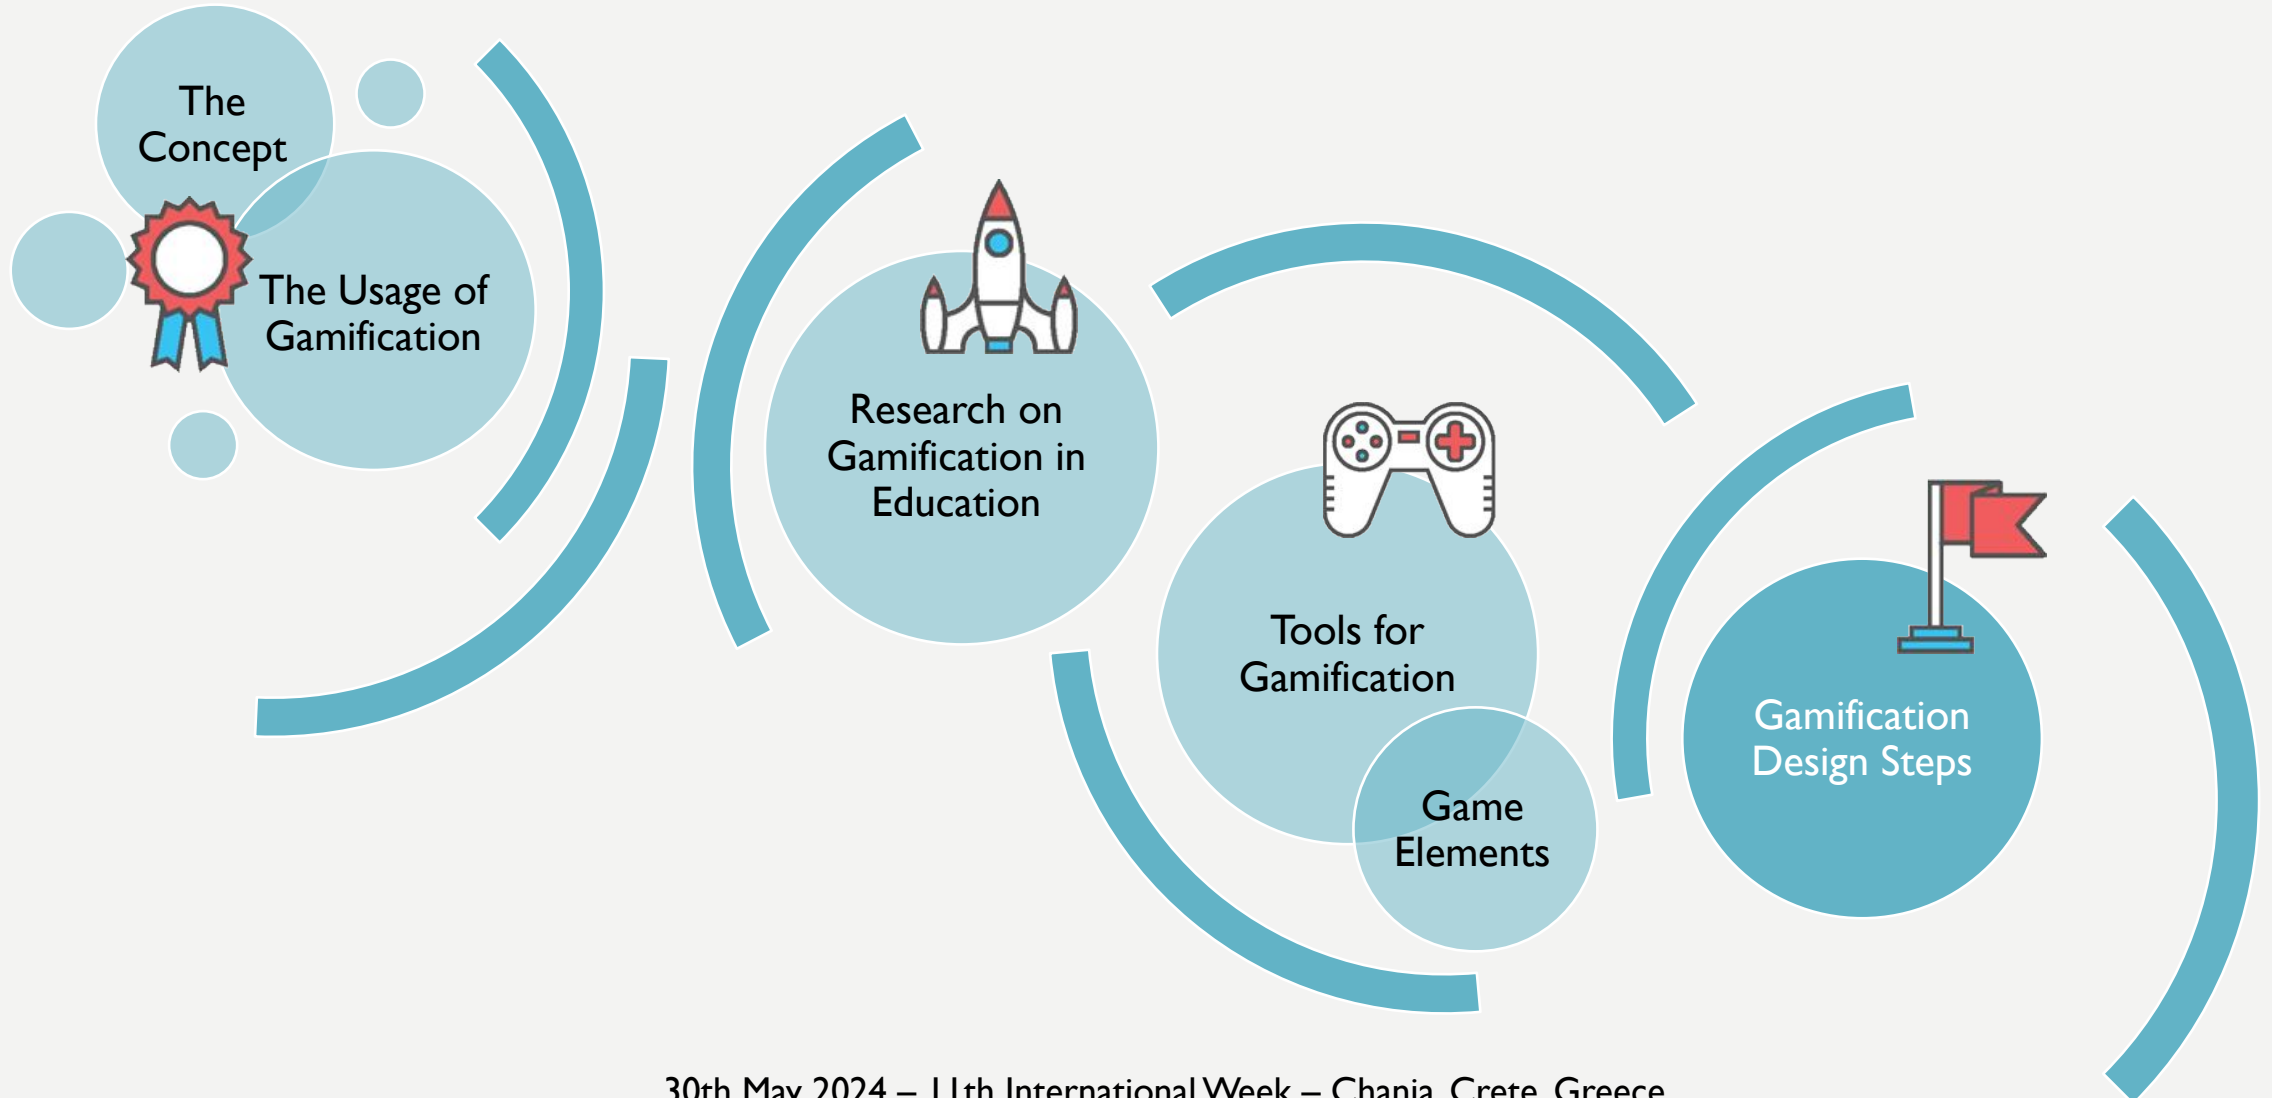 The
Concept
The Usage of
Gamification
Research on
Gamification in
Education
Tools for
Gamification
Game
Elements
Gamification
Design Steps
30th May 2024 – 11th International Week – Chania, Crete, Greece